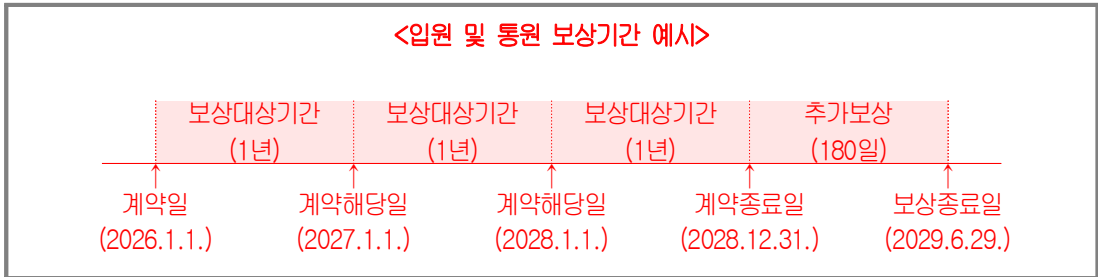 <입원 및 통원 보상기간 예시>
보상대상기간 보상대상기간 보상대상기간 추가보상
(1년) (1년) (1년) (180일)
계약일 계약해당일 계약해당일 계약종료일 보상종료일
(2026.1.1.) (2027.1.1.) (2028.1.1.) (2028.12.31.) (2029.6.29.)